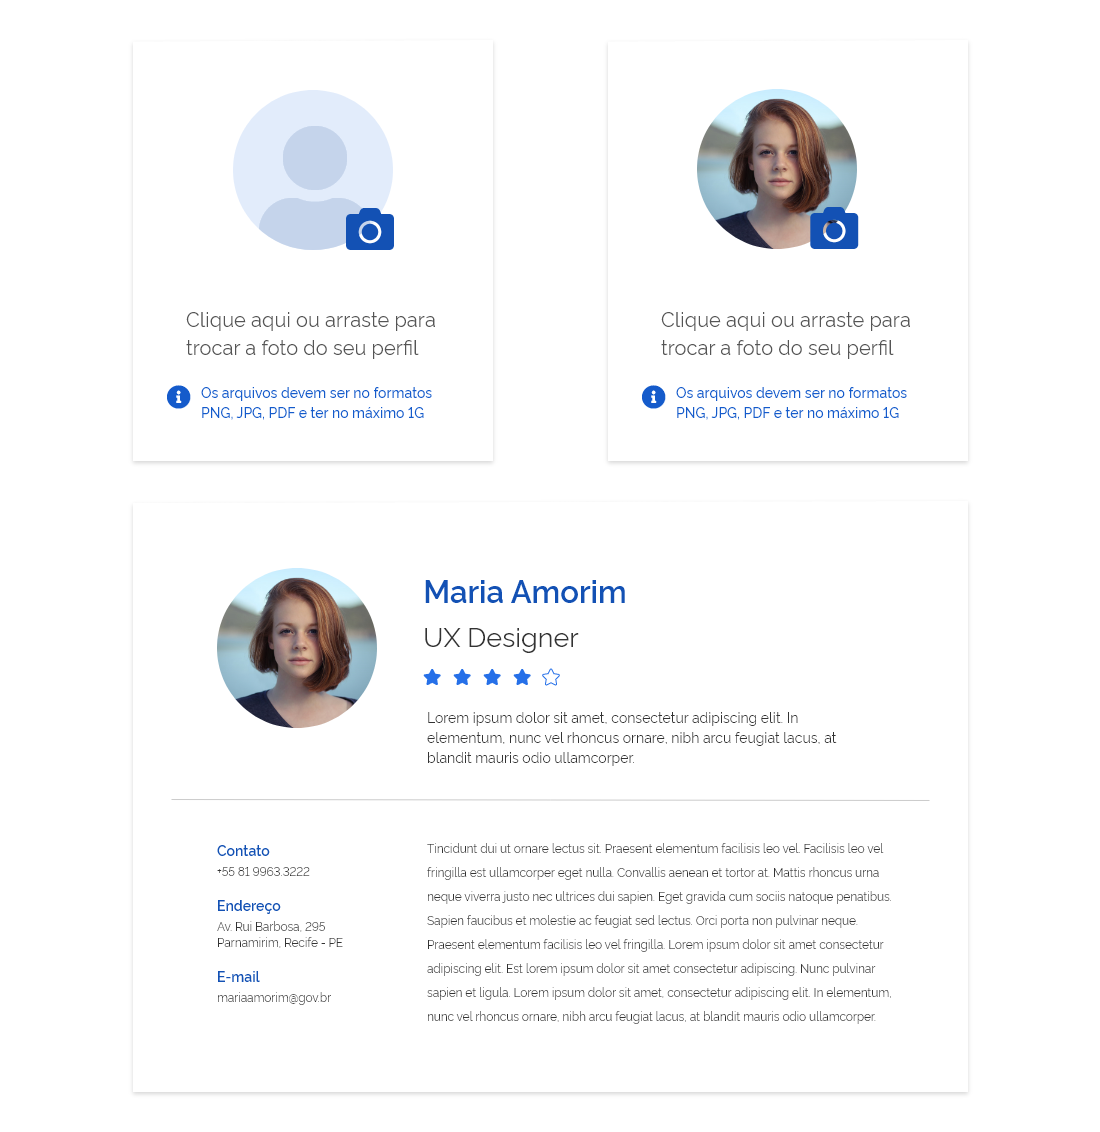 Clique aqui ou arraste para
trocar a foto do seu perfil
Os arquivos devem ser no formatos
PNG, JPG, PDF e ter no máximo 1G
Clique aqui ou arraste para
trocar a foto do seu perfil
Os arquivos devem ser no formatos
PNG, JPG, PDF e ter no máximo 1G
Maria Amorim
UX Designer
Lorem ipsum dolor sit amet, consectetur adipiscing elit. In
elementum, nunc vel rhoncus ornare, nibh arcu feugiat lacus, at
blandit mauris odio ullamcorper.
Contato
+55 81 9963.3222
Endereço
Av. Rui Barbosa, 295
Parnamirim, Recife - PE
E-mail
mariaamorim@gov.br
Tincidunt dui ut ornare lectus sit. Praesent elementum facilisis leo vel. Facilisis leo vel
fringilla est ullamcorper eget nulla. Convallis aenean et tortor at. Mattis rhoncus urna
neque viverra justo nec ultrices dui sapien. Eget gravida cum sociis natoque penatibus.
Sapien faucibus et molestie ac feugiat sed lectus. Orci porta non pulvinar neque.
Praesent elementum facilisis leo vel fringilla. Lorem ipsum dolor sit amet consectetur
adipiscing elit. Est lorem ipsum dolor sit amet consectetur adipiscing. Nunc pulvinar
sapien et ligula. Lorem ipsum dolor sit amet, consectetur adipiscing elit. In elementum,
nunc vel rhoncus ornare, nibh arcu feugiat lacus, at blandit mauris odio ullamcorper.